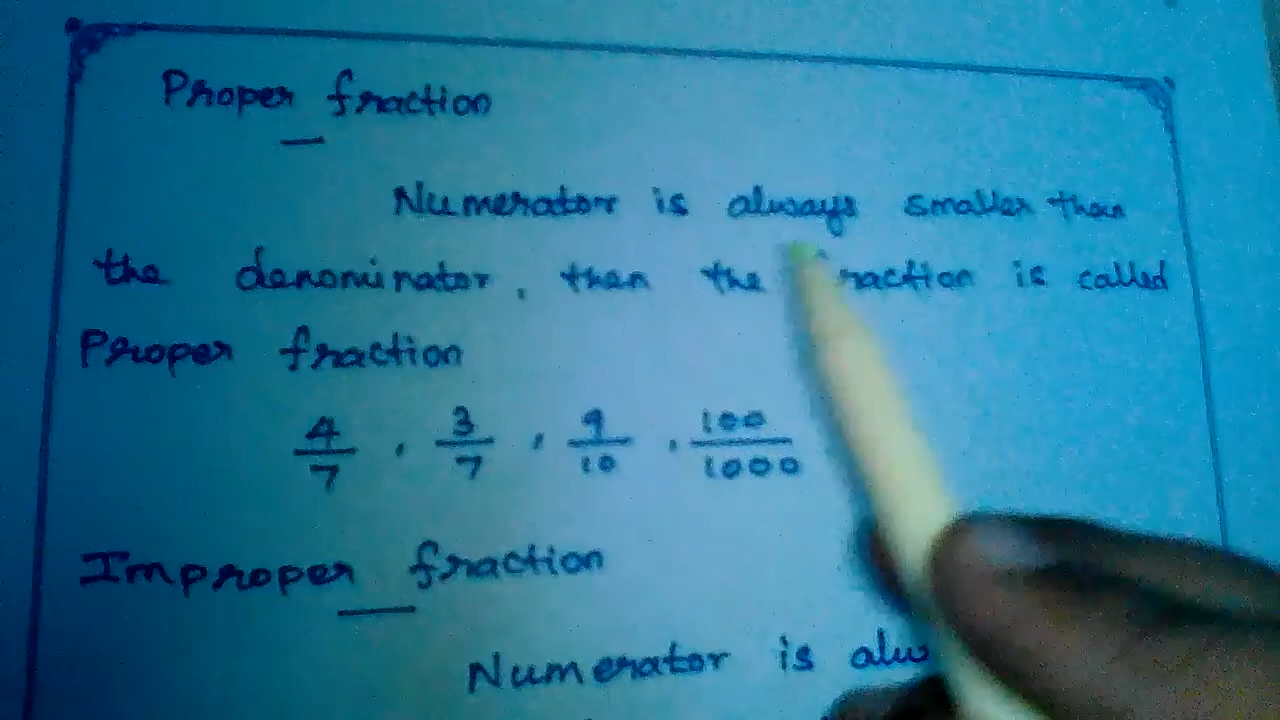 Proper fraction
Numerator is always smaller than
the denominator, then the fraction is called
Proper fraction
4/7, 3/7, 9/10, 100/1000
Improper fraction
Numerator is